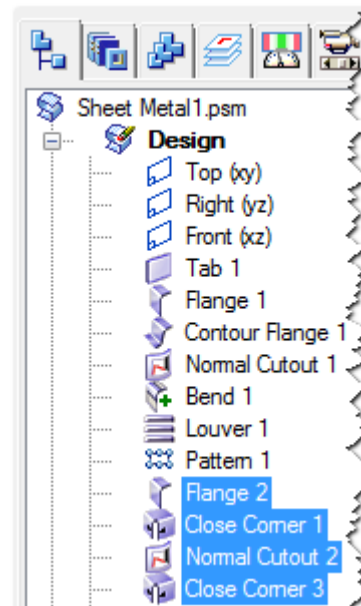 Sheet Metal1.psm
Design
Top (xy)
Right (yz)
Front (xz)
Tab 1
Flange 1
Contour Flange 1
Normal Cutout 1
Bend 1
Louver 1
Pattern 1
Flange 2
Close Corner 1
Normal Cutout 2
Close Corner 3